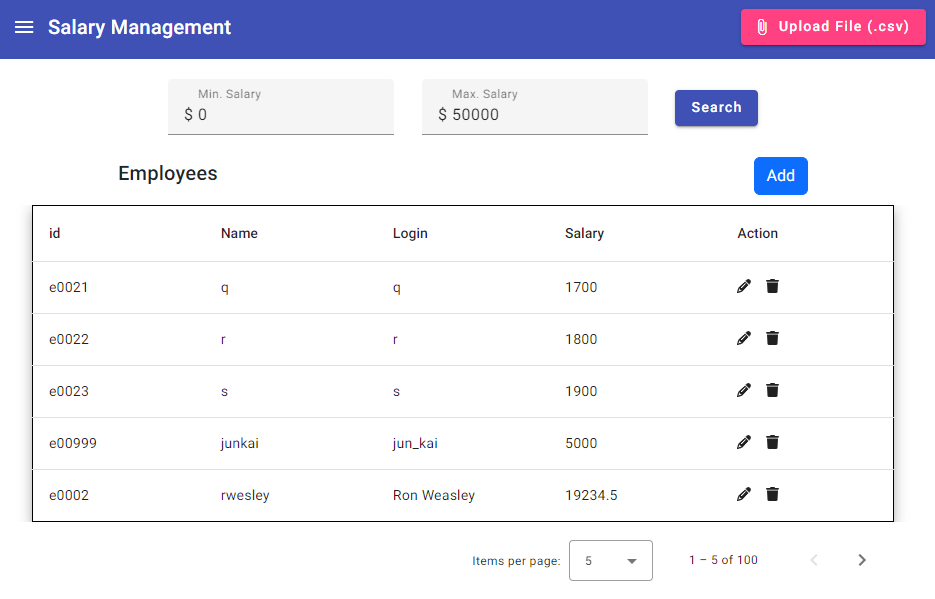 Salary Management
Upload File (.csv)
Min. Salary
Max. Salary
$ 0
$ 50000
Search
Employees
Add
id Name Login Salary Action
e0021 q q 1700
e0022 r r 1800
e0023 s s 1900
e00999 junkai jun_kai 5000
e0002 rwesley Ron Weasley 19234.5
Items per page: 5 1 – 5 of 100